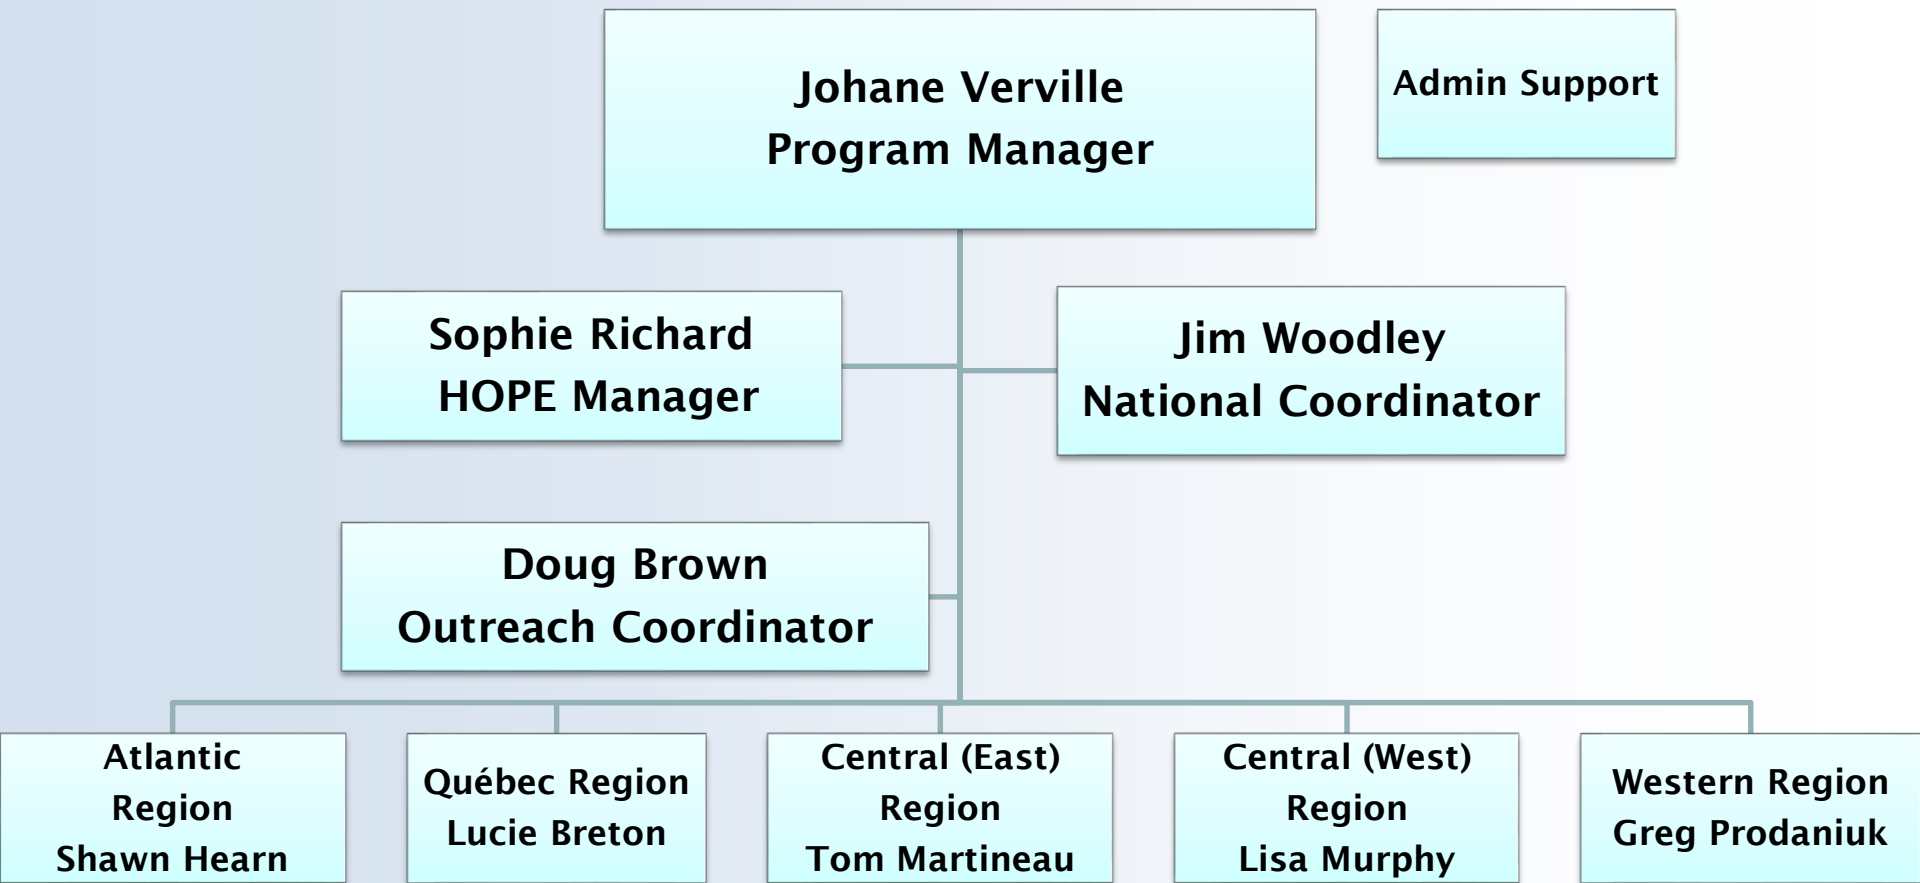 Johane Verville
Program Manager
Admin Support
Sophie Richard
HOPE Manager
Jim Woodley
National Coordinator
Doug Brown
Outreach Coordinator
Atlantic
Region
Shawn Hearn
Québec Region
Lucie Breton
Central (East)
Region
Tom Martineau
Central (West)
Region
Lisa Murphy
Western Region
Greg Prodaniuk